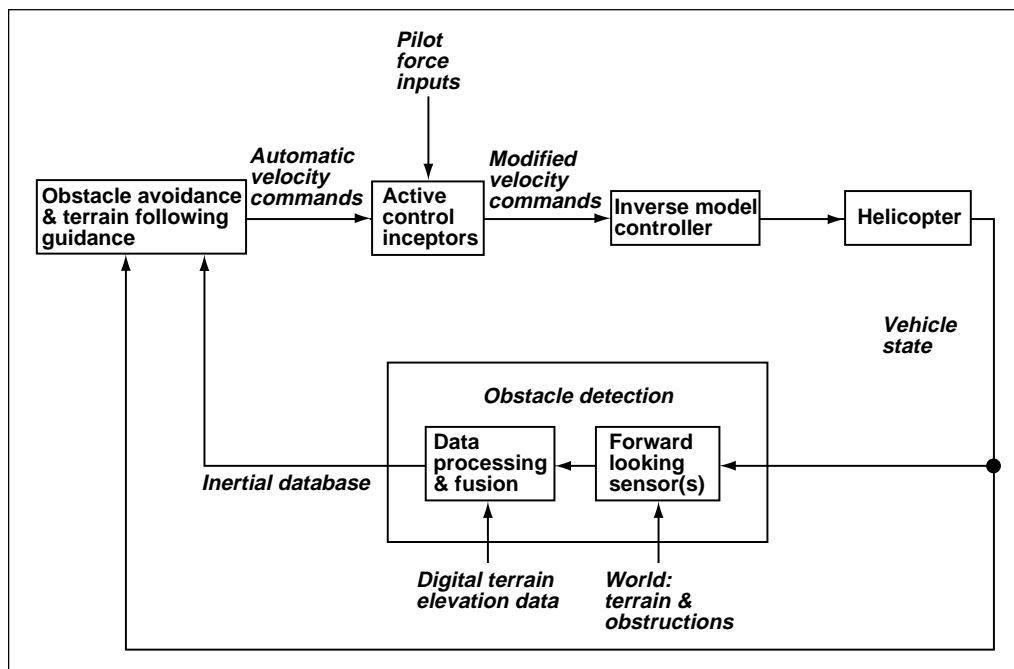 Pilot
force
inputs
Automatic
velocity
commands
Modified
velocity
commands
Obstacle avoidance
& terrain following
guidance
Active
control
inceptors
Inverse model
controller
Helicopter
Vehicle
state
Obstacle detection
Data
processing
& fusion
Forward
looking
sensor(s)
Inertial database
Digital terrain
elevation data
World:
terrain &
obstructions